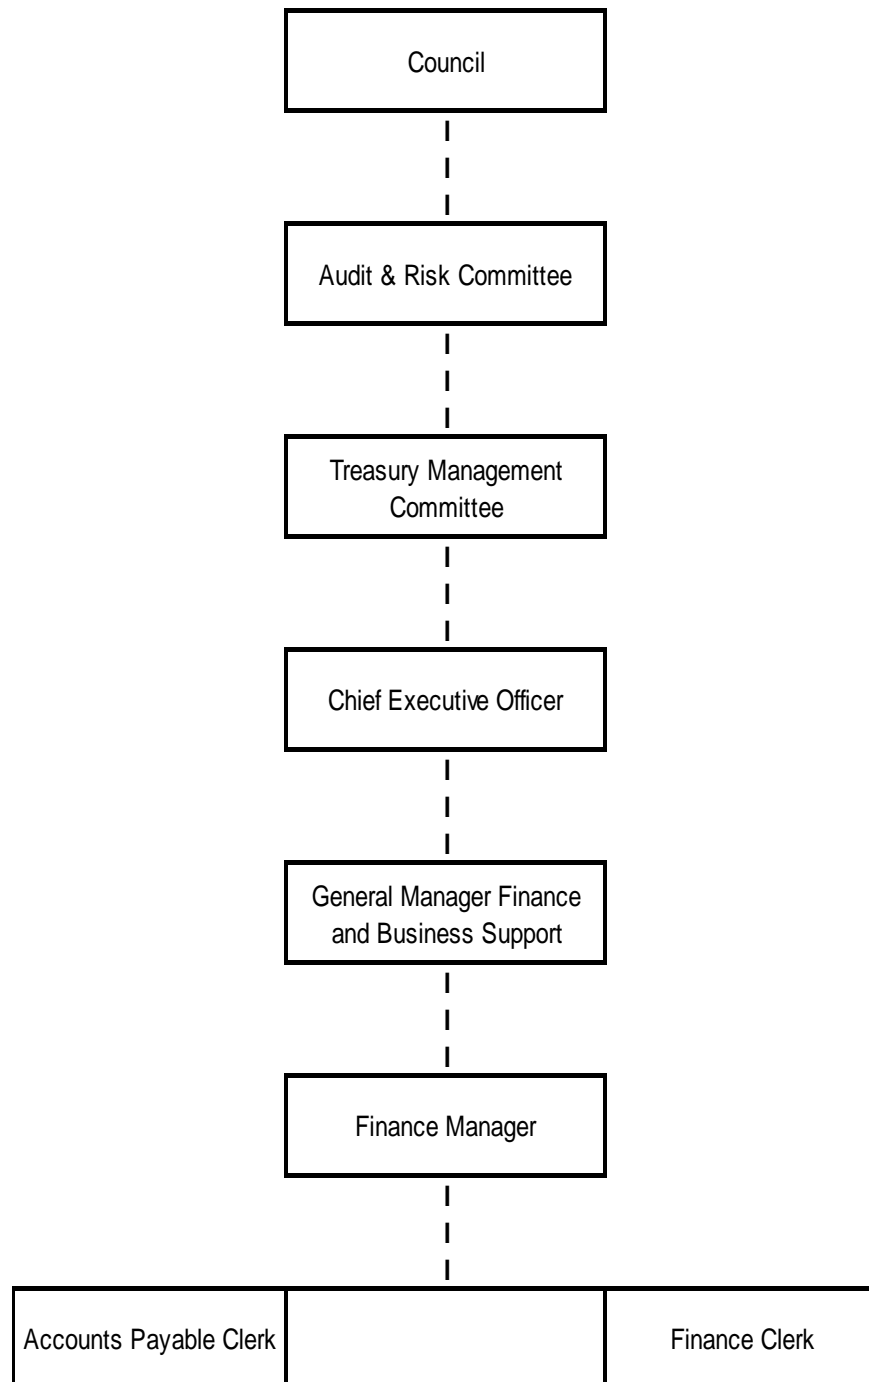 Council
Audit & Risk Committee
Treasury Management
Committee
Chief Executive Officer
General Manager Finance
and Business Support
Finance Manager
Accounts Payable Clerk
Finance Clerk